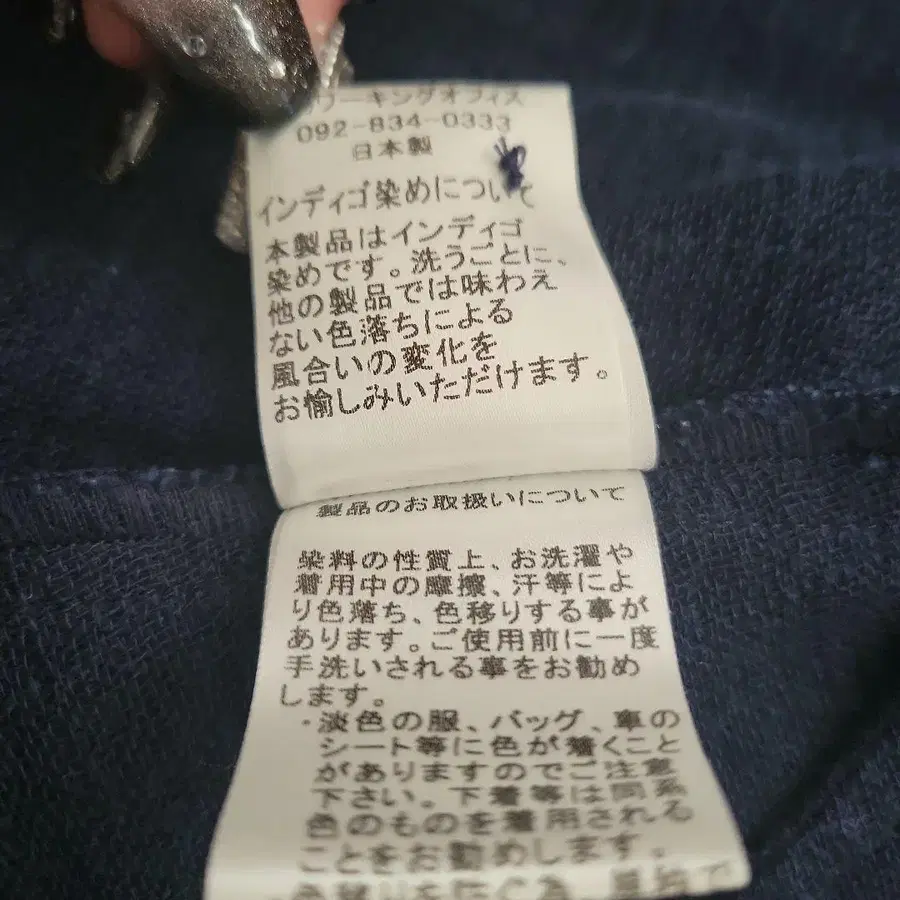 ワーキングオフィス
092-834-0333
日本製
インディゴ染めについて
本製品はインディゴ
染めです。洗うごとに、
他の製品では味わえ
ない色落ちによる
風合いの変化を
お愉しみいただけます。
製品のお取扱いについて
染料の性質上、お洗濯や
着用中の摩擦、汗等によ
り色落ち、色移りする事が
あります。ご使用前に一度
手洗いされる事をお勧め
します。
・淡色の服、バッグ、車の
シート等に色が着くこと
がありますのでご注意
下さい。下着等は同系
色のものを着用される
ことをお勧めします。